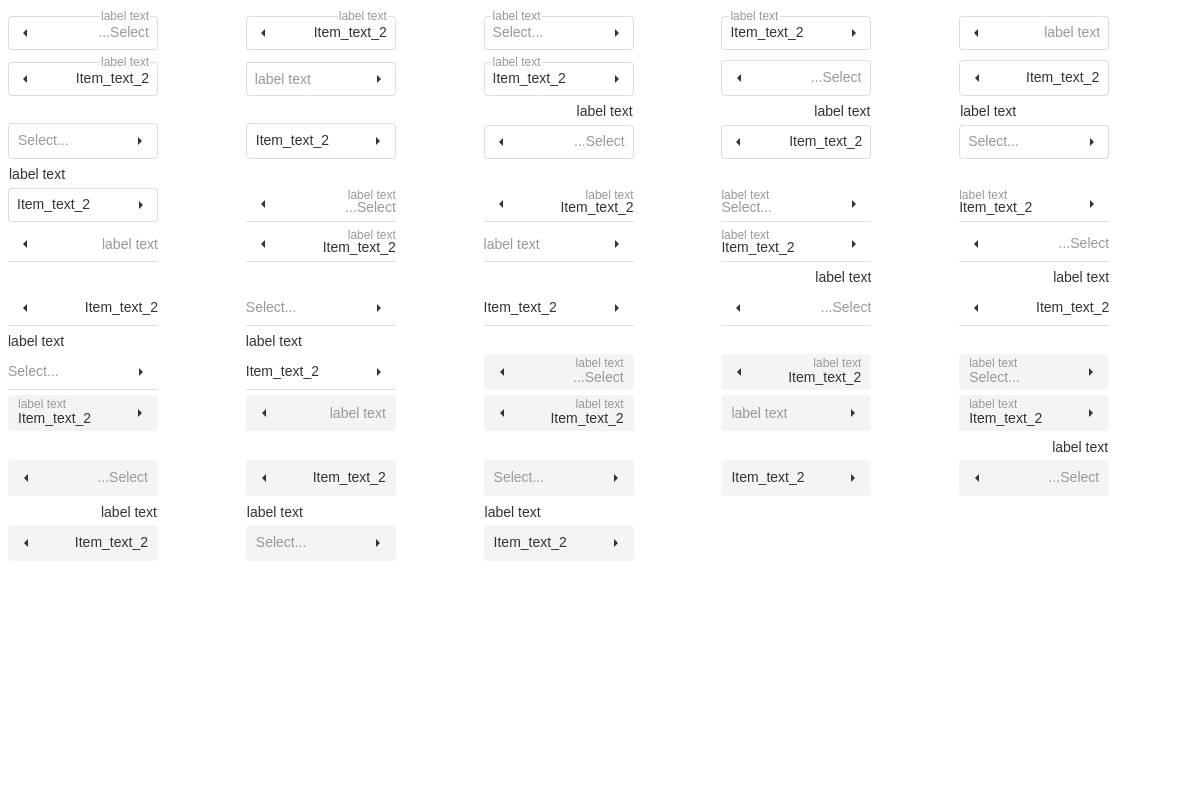 label text label text label text label text
...Select Item_text_2 Select... Item_text_2 label text
label text label text
Item_text_2 label text Item_text_2 ...Select Item_text_2
label text label text label text
Select... Item_text_2 ...Select Item_text_2 Select...
label text
label text label text label text label text
Item_text_2 ...Select Item_text_2 Select... Item_text_2
label text label text
label text Item_text_2 label text Item_text_2 ...Select
label text label text
Item_text_2 Select... Item_text_2 ...Select Item_text_2
label text label text
label text label text label text
Select... Item_text_2 ...Select Item_text_2 Select...
label text label text label text
Item_text_2 label text Item_text_2 label text Item_text_2
label text
...Select Item_text_2 Select... Item_text_2 ...Select
label text label text label text
Item_text_2 Select... Item_text_2